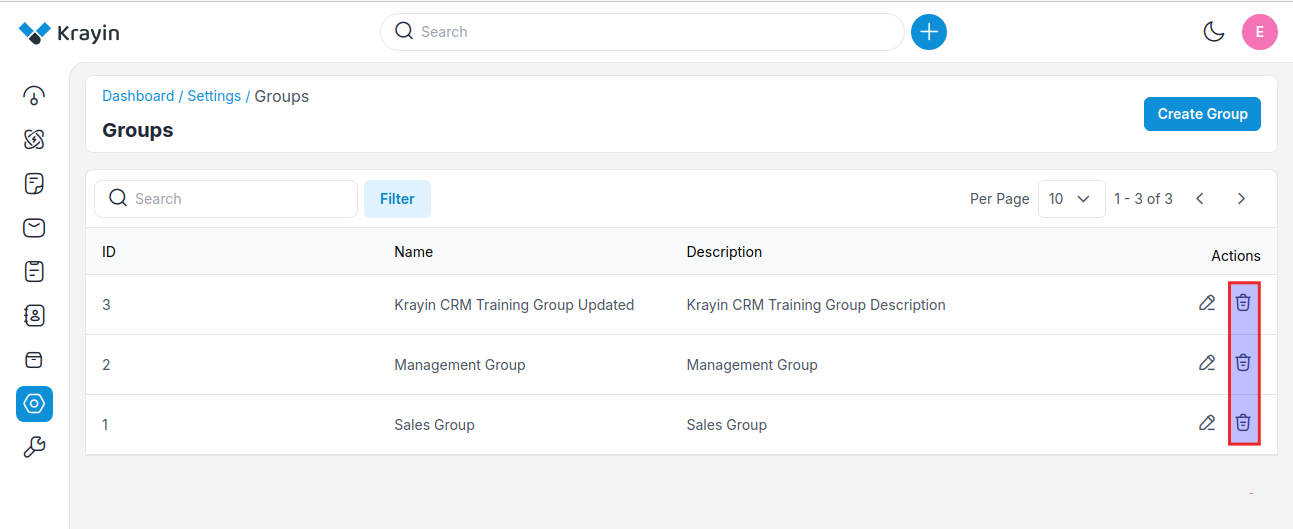 Krayin
Search
E
Dashboard / Settings / Groups
Groups
Create Group
Search
Filter
Per Page
10
1 - 3 of 3
ID Name Description Actions
3 Krayin CRM Training Group Updated Krayin CRM Training Group Description
2 Management Group Management Group
1 Sales Group Sales Group